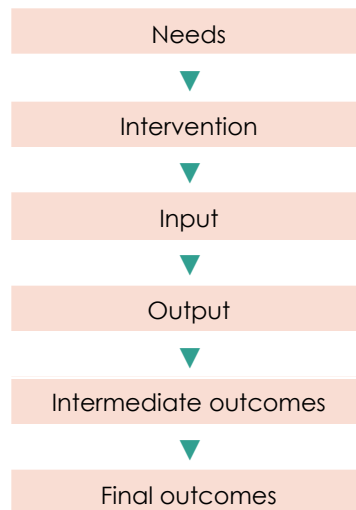 Needs
Intervention
Input
Output
Intermediate outcomes
Final outcomes